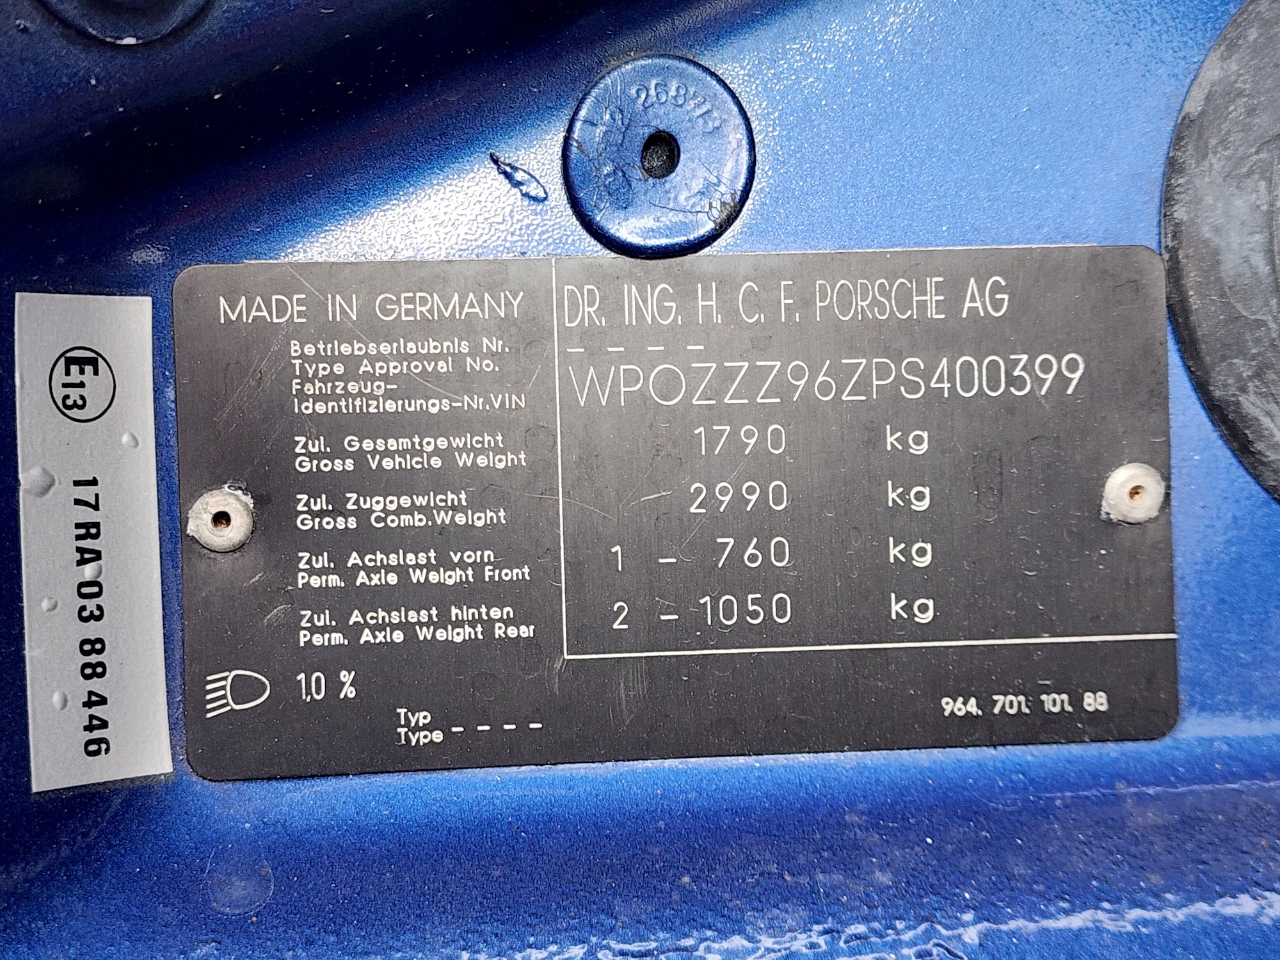 268713
E13
17 RA 03 88 446
MADE IN GERMANY
DR. ING. H. C. F. PORSCHE AG
Betriebserlaubnis Nr.
Type Approval No.
– – – –
Fahrzeug-
Identifizierungs-Nr.VIN
WPOZZZ96ZPS400399
Zul. Gesamtgewicht
Gross Vehicle Weight
1790 kg
Zul. Zuggewicht
Gross Comb.Weight
2990 kg
Zul. Achslast vorn
Perm. Axle Weight Front
1 – 760 kg
Zul. Achslast hinten
Perm. Axle Weight Rear
2 – 1050 kg
1,0 %
Typ
Type – – – –
964. 701. 101. 88